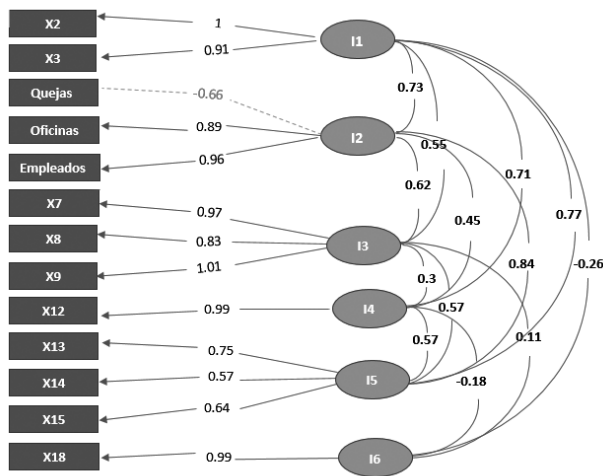 X2
1
I1
X3
0.91
Quejas
-0.66
0.73
Oficinas
0.89
I2
0.55
Empleados
0.96
0.62
0.71
X7
0.97
0.45
0.77
X8
0.83
I3
X9
1.01
0.3
0.84
-0.26
X12
0.99
I4
0.57
X13
0.75
0.57
0.11
X14
0.57
I5
-0.18
X15
0.64
X18
0.99
I6